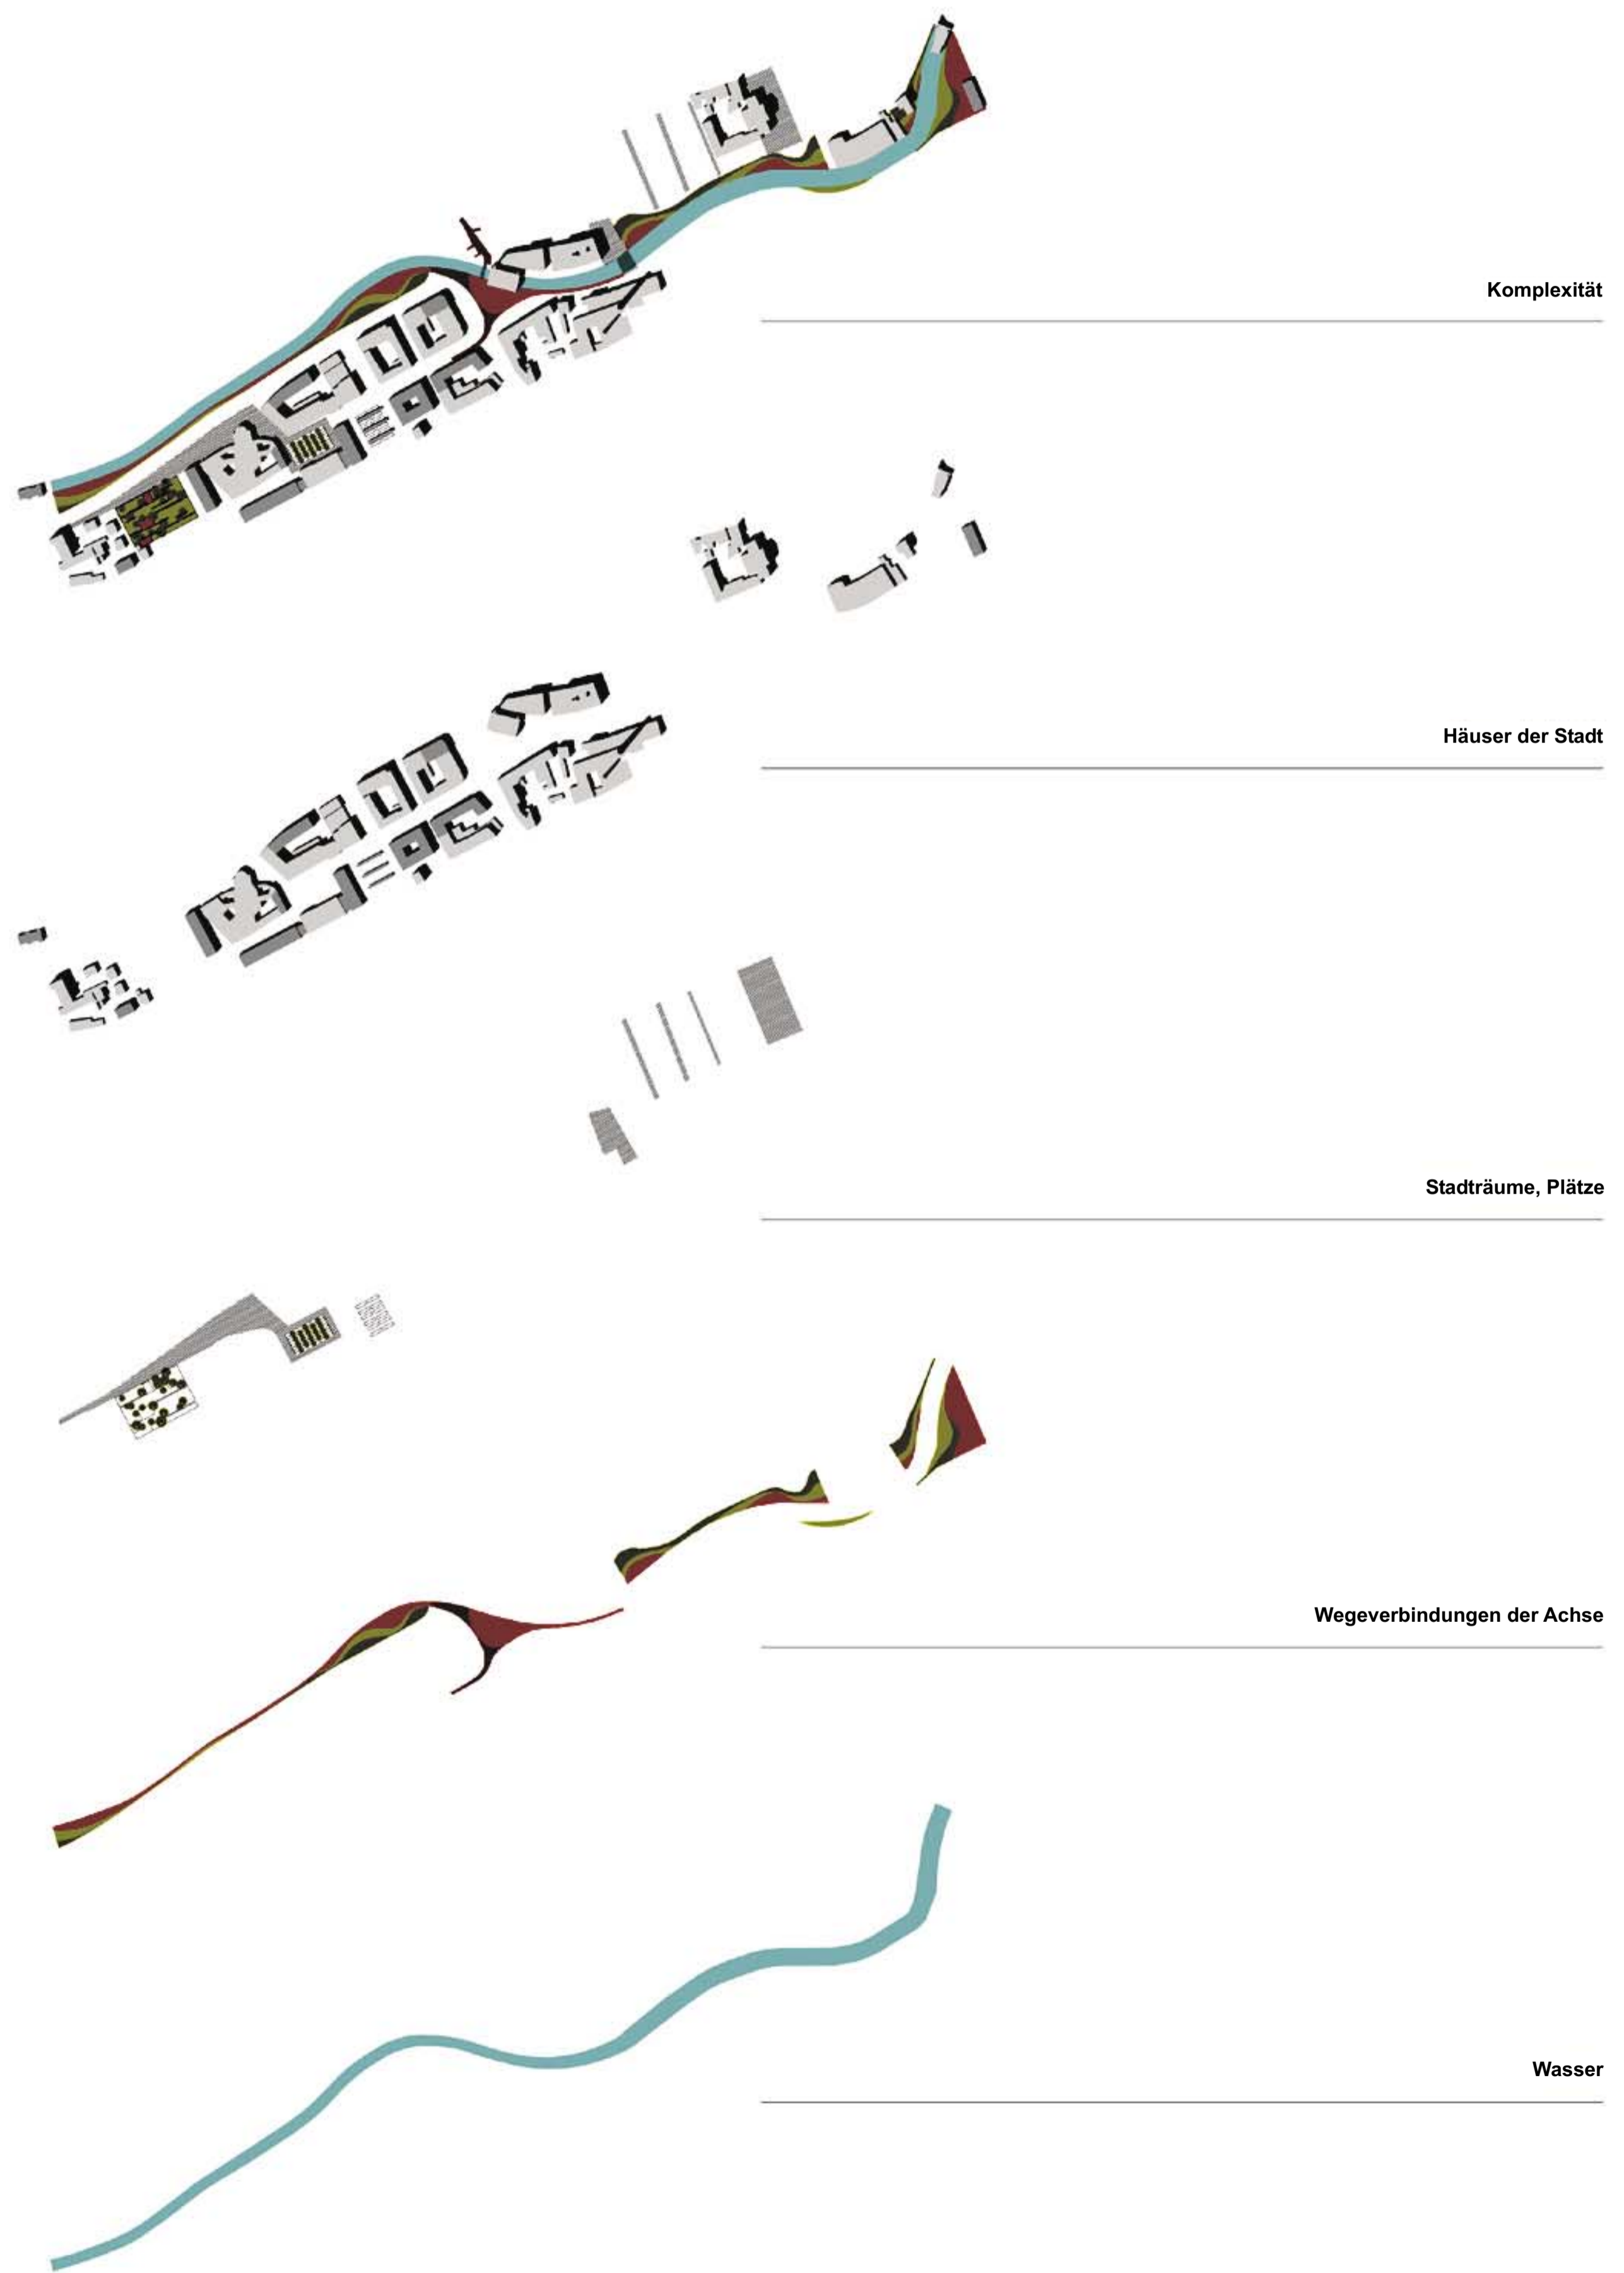 Komplexität
Häuser der Stadt
Stadträume, Plätze
Wegeverbindungen der Achse
Wasser